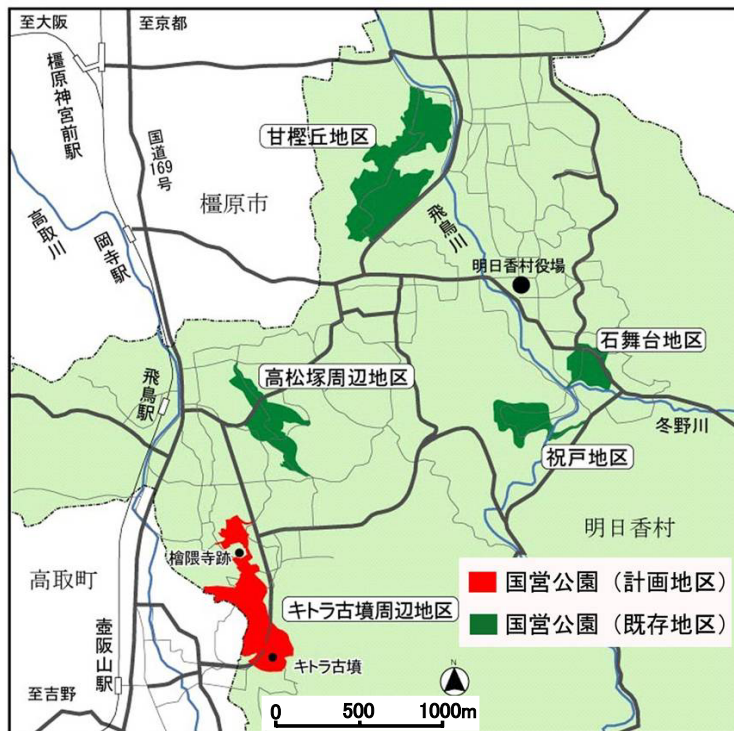 至大阪
至京都
橿原神宮前駅
国道169号
甘樫丘地区
橿原市
高取川
岡寺駅
飛鳥川
明日香村役場
石舞台地区
高松塚周辺地区
飛鳥駅
冬野川
祝戸地区
明日香村
檜隈寺跡
高取町
国営公園（計画地区）
キトラ古墳周辺地区
国営公園（既存地区）
壺阪山駅
キトラ古墳
至吉野
N
0 500 1000m